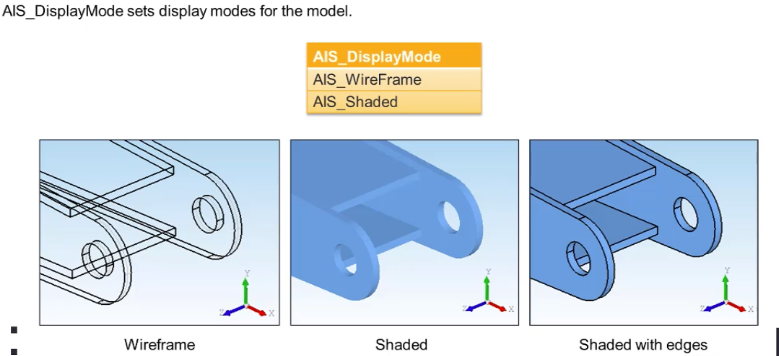 AIS_DisplayMode sets display modes for the model.
AIS_DisplayMode
AIS_WireFrame
AIS_Shaded
Y
Z X
Y
Z X
Y
Z X
Wireframe
Shaded
Shaded with edges